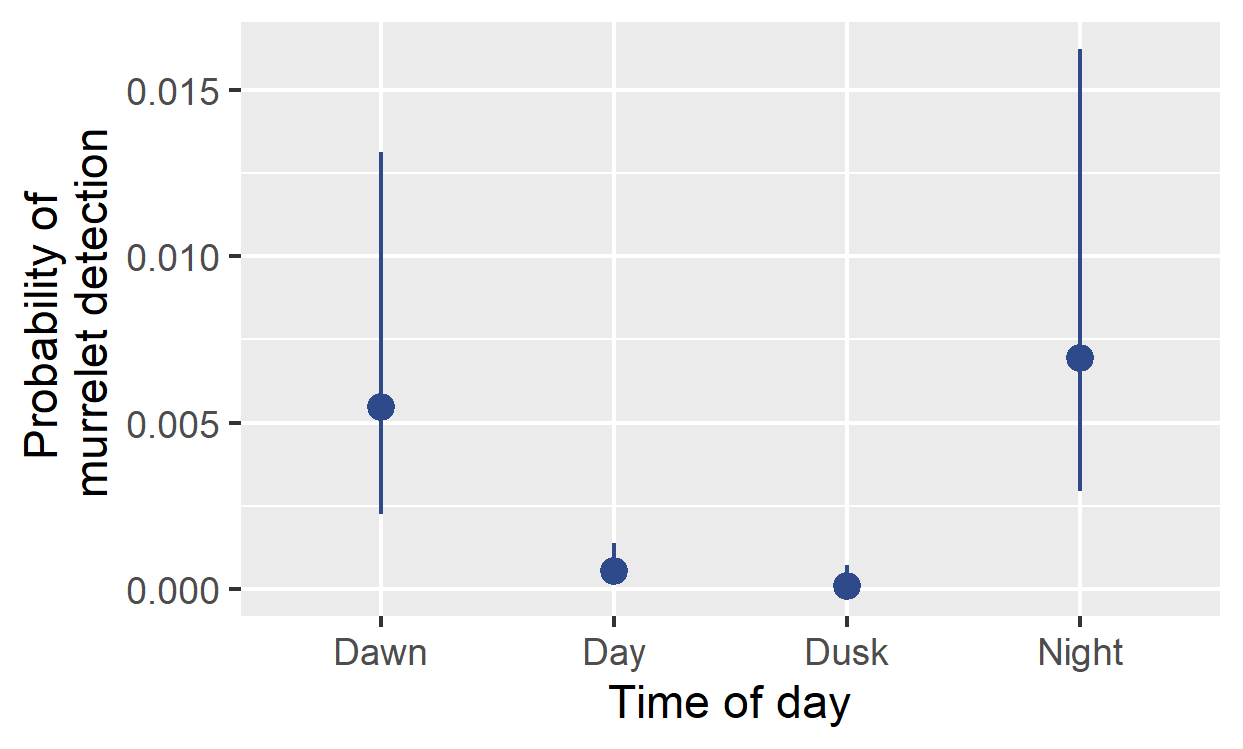 Probability of
murrelet detection
0.015
0.010
0.005
0.000
Dawn Day Dusk Night
Time of day